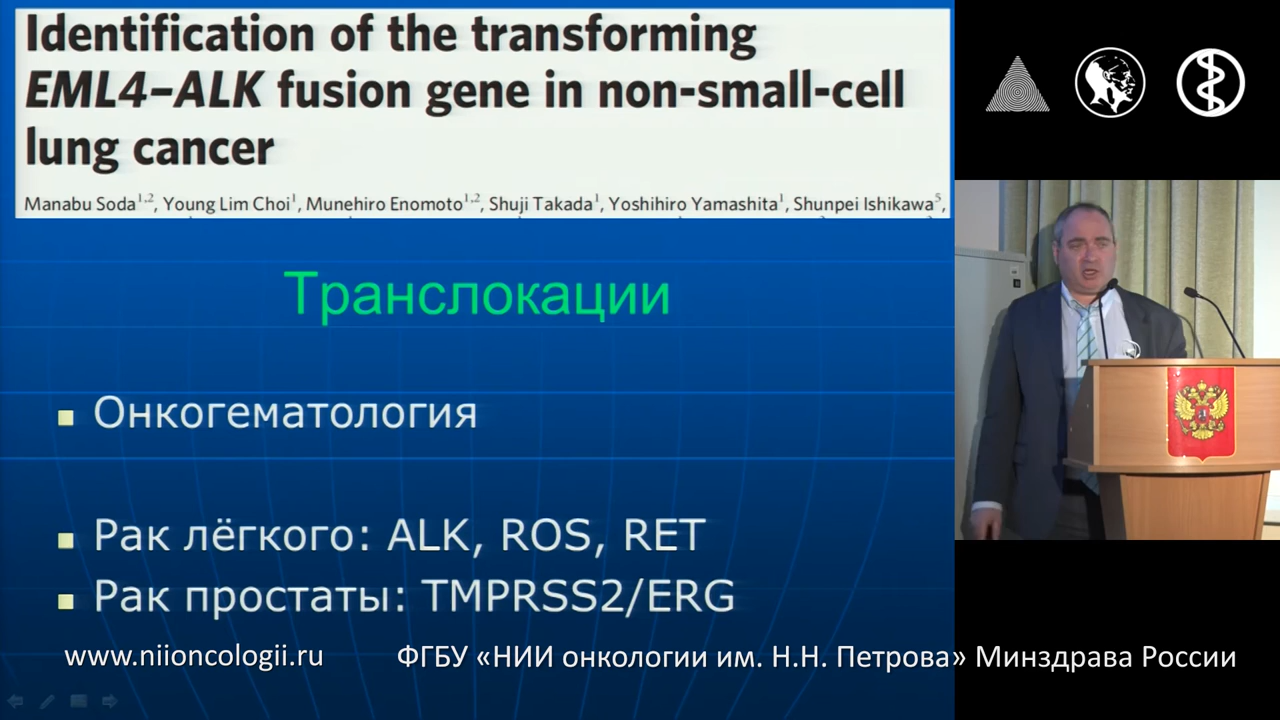 Identification of the transforming
EML4–ALK fusion gene in non-small-cell
lung cancer
Manabu Soda1,2, Young Lim Choi1, Munehiro Enomoto1,2, Shuji Takada1, Yoshihiro Yamashita1, Shunpei Ishikawa5,
Транслокации
Онкогематология
Рак лёгкого: ALK, ROS, RET
Рак простаты: TMPRSS2/ERG
www.niioncologii.ru ФГБУ «НИИ онкологии им. Н.Н. Петрова» Минздрава России